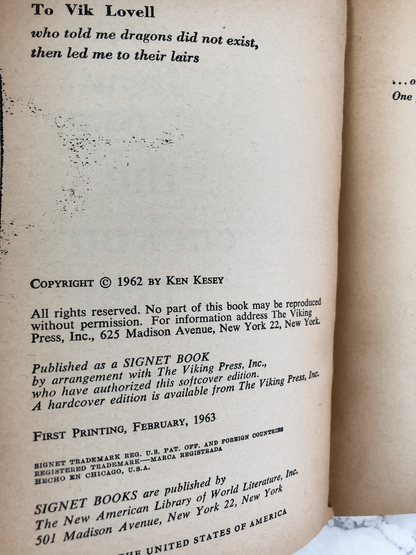 To Vik Lovell
who told me dragons did not exist,
then led me to their lairs
COPYRIGHT © 1962 BY KEN KESEY
All rights reserved. No part of this book may be reproduced
without permission. For information address The Viking
Press, Inc., 625 Madison Avenue, New York 22, New York.
Published as a SIGNET BOOK
by arrangement with The Viking Press, Inc.,
who have authorized this softcover edition.
A hardcover edition is available from The Viking Press, Inc.
FIRST PRINTING, FEBRUARY, 1963
SIGNET TRADEMARK REG. U.S. PAT. OFF. AND FOREIGN COUNTRIES
REGISTERED TRADEMARK—MARCA REGISTRADA
HECHO EN CHICAGO, U.S.A.
SIGNET BOOKS are published by
The New American Library of World Literature, Inc.
501 Madison Avenue, New York 22, New York
THE UNITED STATES OF AMERICA
...o
One